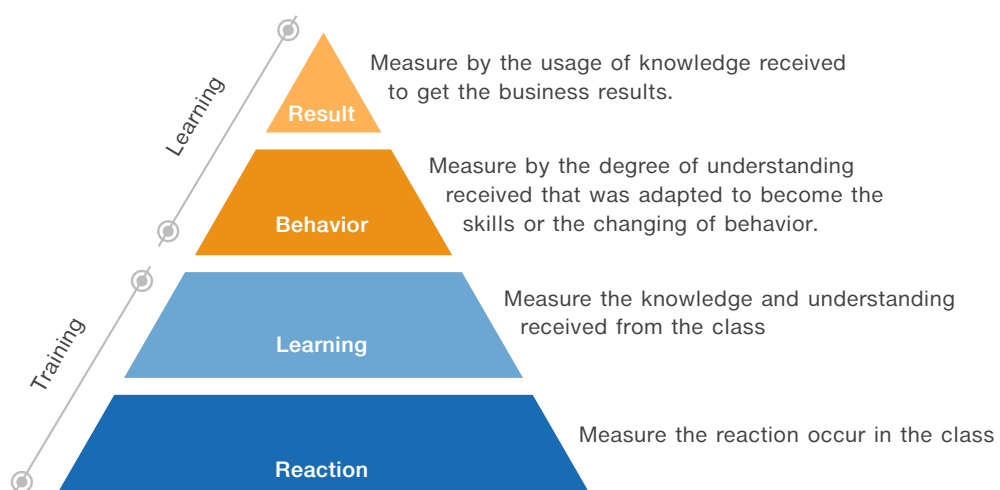 Learning
Measure by the usage of knowledge received
to get the business results.
Result
Measure by the degree of understanding
received that was adapted to become the
skills or the changing of behavior.
Behavior
Training
Measure the knowledge and understanding
received from the class
Learning
Measure the reaction occur in the class
Reaction